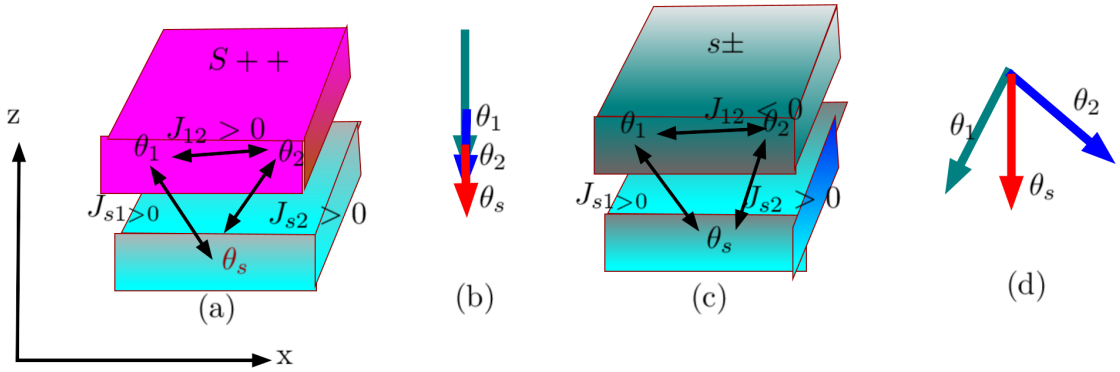 z
S + +
J₁₂ > 0
θ₁
θ₂
Jₛ₁>0
Jₛ₂ > 0
θₛ
(a)
x
θ₁
θ₂
θₛ
(b)
s±
J₁₂ < 0
θ₁
θ₂
Jₛ₁>0
Jₛ₂ > 0
θₛ
(c)
θ₁
θ₂
θₛ
(d)